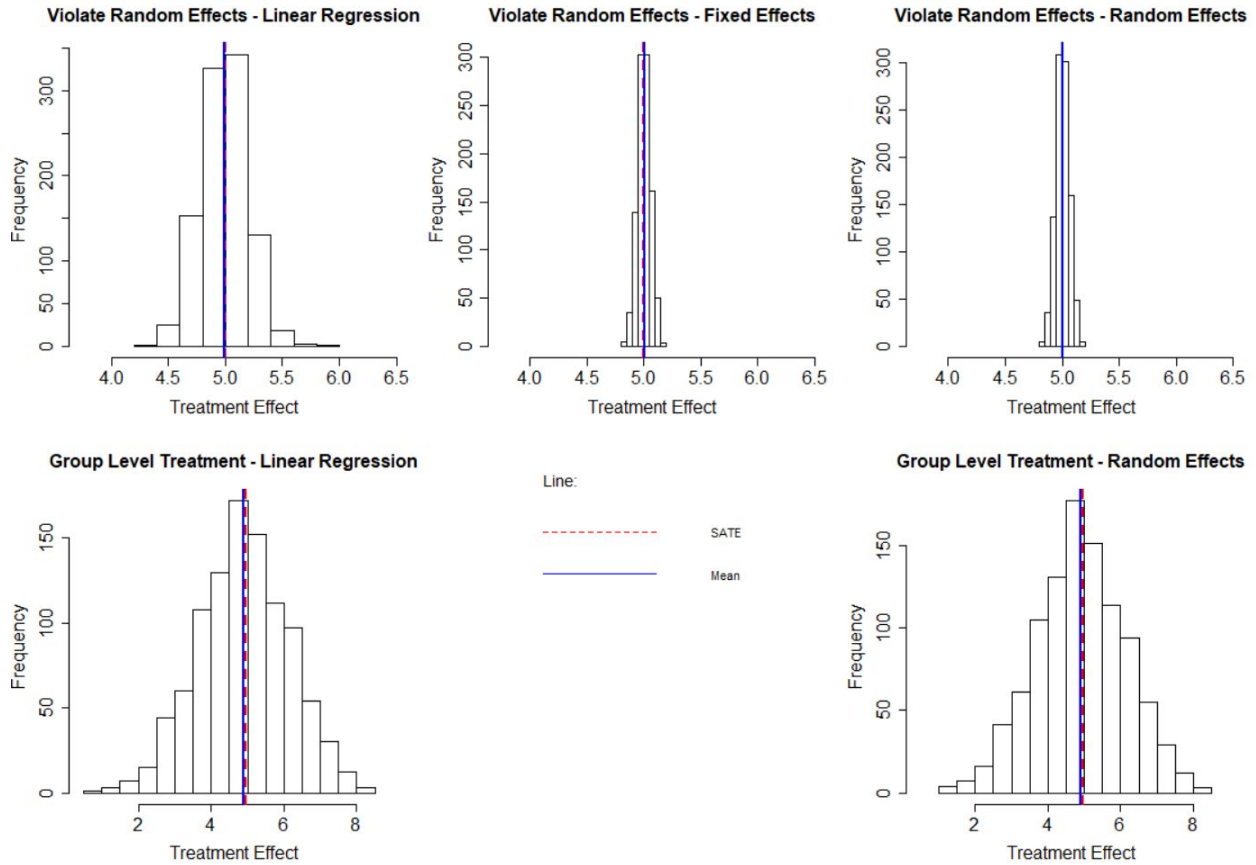 Violate Random Effects - Linear Regression
Frequency
0
50
100
200
300
4.0 4.5 5.0 5.5 6.0 6.5
Treatment Effect
Violate Random Effects - Fixed Effects
Frequency
0
50
100
150
200
250
300
4.0 4.5 5.0 5.5 6.0 6.5
Treatment Effect
Violate Random Effects - Random Effects
Frequency
0
50
100
150
200
250
300
4.0 4.5 5.0 5.5 6.0 6.5
Treatment Effect
Group Level Treatment - Linear Regression
Frequency
0
50
100
150
2 4 6 8
Treatment Effect
Line:
SATE
Mean
Group Level Treatment - Random Effects
Frequency
0
50
100
150
2 4 6 8
Treatment Effect